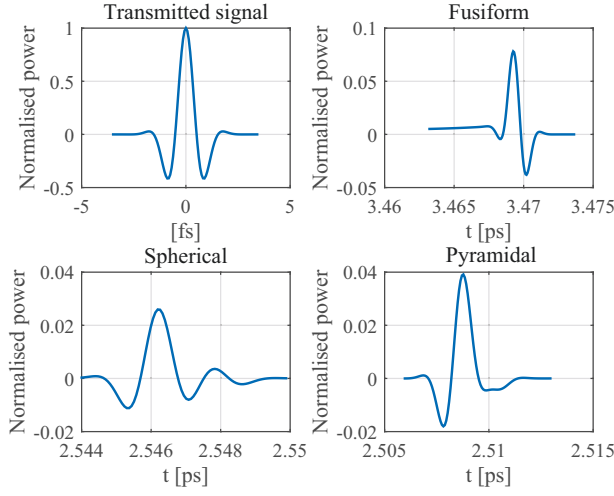 Transmitted signal
Normalised power
1
0.5
0
-0.5
-5
0
5
[fs]
Fusiform
Normalised power
0.1
0.05
0
-0.05
3.46
3.465
3.47
3.475
t [ps]
Spherical
Normalised power
0.04
0.02
0
-0.02
2.544
2.546
2.548
2.55
t [ps]
Pyramidal
Normalised power
0.04
0.02
0
-0.02
2.505
2.51
2.515
t [ps]